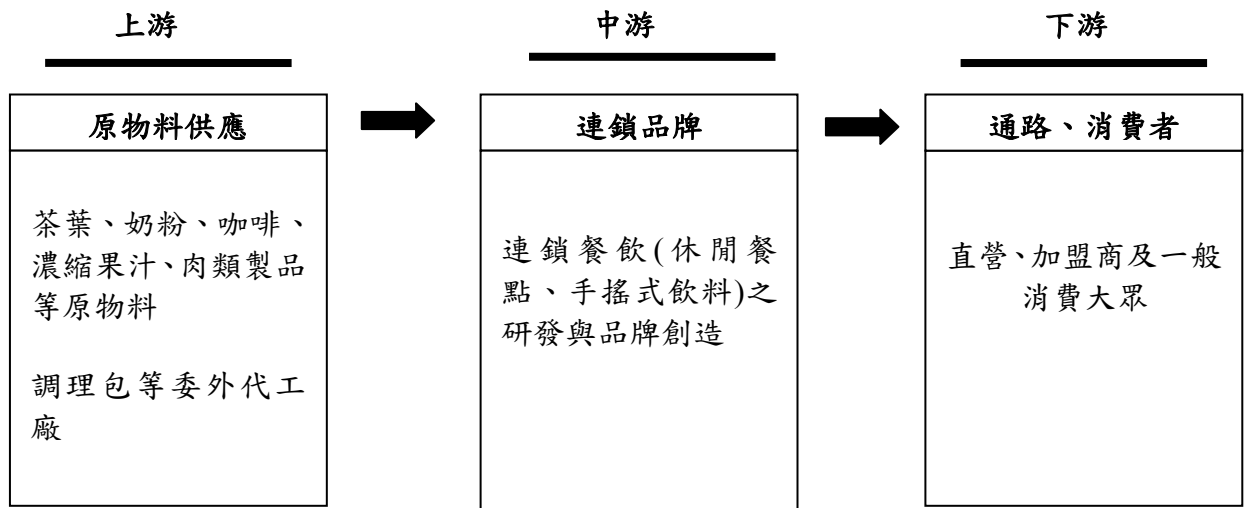 上游
中游
下游
原物料供應
連鎖品牌
通路、消費者
茶葉、奶粉、咖啡、
濃縮果汁、肉類製品
等原物料
調理包等委外代工
廠
連鎖餐飲(休閒餐
點、手搖式飲料)之
研發與品牌創造
直營、加盟商及一般
消費大眾